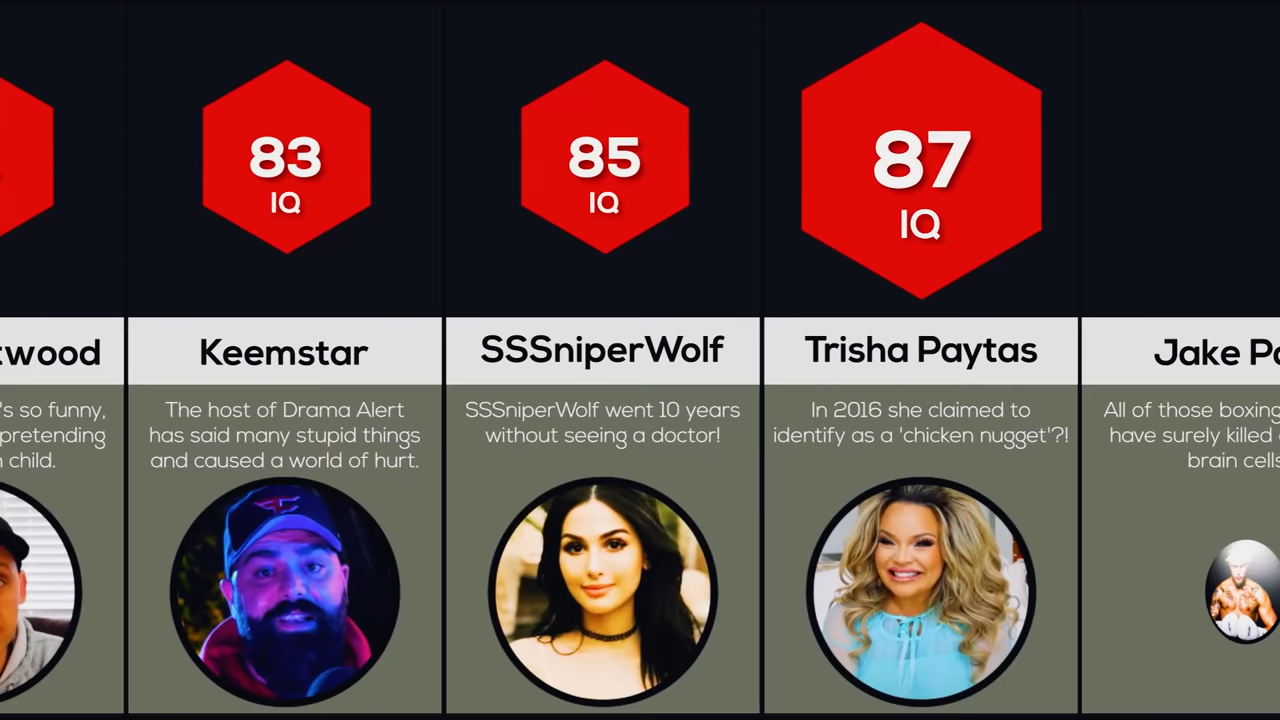 83
IQ
85
IQ
87
IQ
twood
Keemstar
SSSniperWolf
Trisha Paytas
Jake Pa
's so funny,
pretending
child.
The host of Drama Alert
has said many stupid things
and caused a world of hurt.
SSSniperWolf went 10 years
without seeing a doctor!
In 2016 she claimed to
identify as a 'chicken nugget'?!
All of those boxing
have surely killed
brain cells